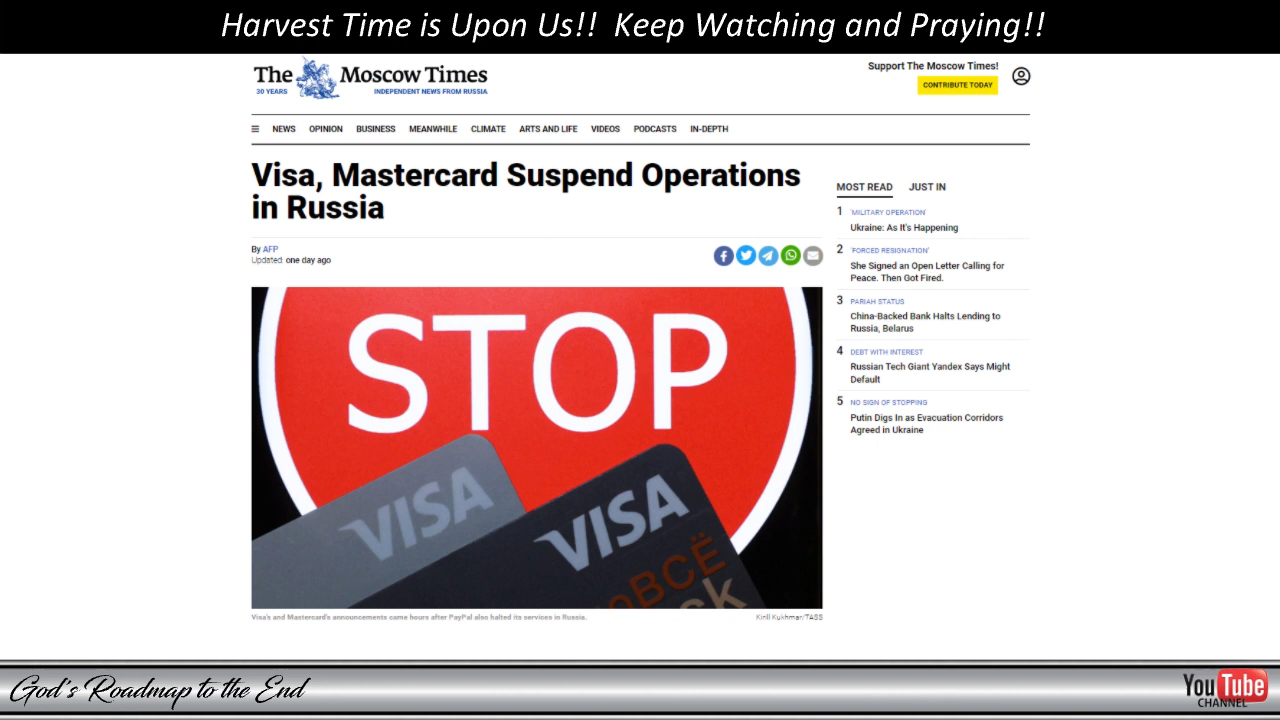 Harvest Time is Upon Us!!  Keep Watching and Praying!!
The Moscow Times
30 YEARS INDEPENDENT NEWS FROM RUSSIA
Support The Moscow Times!
CONTRIBUTE TODAY
NEWS OPINION BUSINESS MEANWHILE CLIMATE ARTS AND LIFE VIDEOS PODCASTS IN-DEPTH
Visa, Mastercard Suspend Operations
in Russia
By AFP
Updated: one day ago
STOP
VISA
VISA
ОВСЁ
sk
Visa's and Mastercard's announcements came hours after PayPal also halted its services in Russia.
Kirill Kukhmar/TASS
MOST READ JUST IN
1 'MILITARY OPERATION'
Ukraine: As It's Happening
2 'FORCED RESIGNATION'
She Signed an Open Letter Calling for
Peace. Then Got Fired.
3 PARIAH STATUS
China-Backed Bank Halts Lending to
Russia, Belarus
4 DEBT WITH INTEREST
Russian Tech Giant Yandex Says Might
Default
5 NO SIGN OF STOPPING
Putin Digs In as Evacuation Corridors
Agreed in Ukraine
God's Roadmap to the End
YouTube
CHANNEL